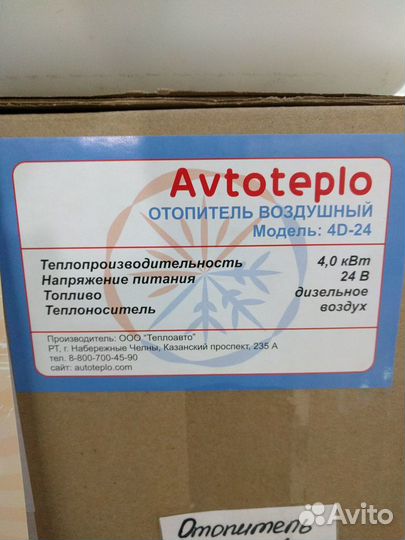 Avtoteplo
ОТОПИТЕЛЬ ВОЗДУШНЫЙ
Модель: 4D-24
Теплопроизводительность 4,0 кВт
Напряжение питания 24 В
Топливо дизельное
Теплоноситель воздух
Производитель: ООО "Теплоавто"
РТ, г. Набережные Челны, Казанский проспект, 235 А
тел. 8-800-700-45-90
сайт: autoteplo.com
Отопитель
Avito